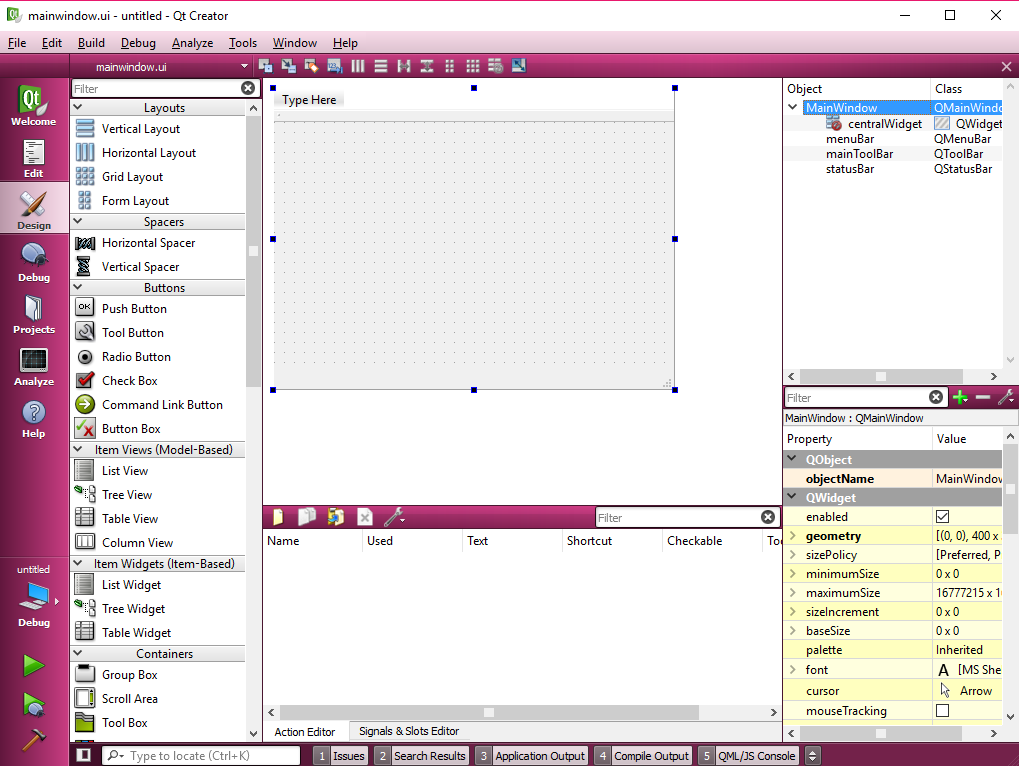 mainwindow.ui - untitled - Qt Creator
File Edit Build Debug Analyze Tools Window Help
mainwindow.ui
Qt
Welcome
Edit
Design
Debug
Projects
Analyze
Help
untitled
Debug
Filter
Layouts
Vertical Layout
Horizontal Layout
Grid Layout
Form Layout
Spacers
Horizontal Spacer
Vertical Spacer
Buttons
OK Push Button
Tool Button
Radio Button
Check Box
Command Link Button
Button Box
Item Views (Model-Based)
List View
Tree View
Table View
Column View
Item Widgets (Item-Based)
List Widget
Tree Widget
Table Widget
Containers
Group Box
Scroll Area
Tool Box
Type Here
Filter
Name Used Text Shortcut Checkable Too
Action Editor Signals & Slots Editor
Object Class
MainWindow QMainWindo
centralWidget QWidget
menuBar QMenuBar
mainToolBar QToolBar
statusBar QStatusBar
Filter
MainWindow : QMainWindow
Property Value
QObject
objectName MainWindow
QWidget
enabled
geometry [(0, 0), 400 x
sizePolicy [Preferred, P
minimumSize 0 x 0
maximumSize 16777215 x 1
sizeIncrement 0 x 0
baseSize 0 x 0
palette Inherited
font A [MS She
cursor Arrow
mouseTracking
Type to locate (Ctrl+K) 1 Issues 2 Search Results 3 Application Output 4 Compile Output 5 QML/JS Console